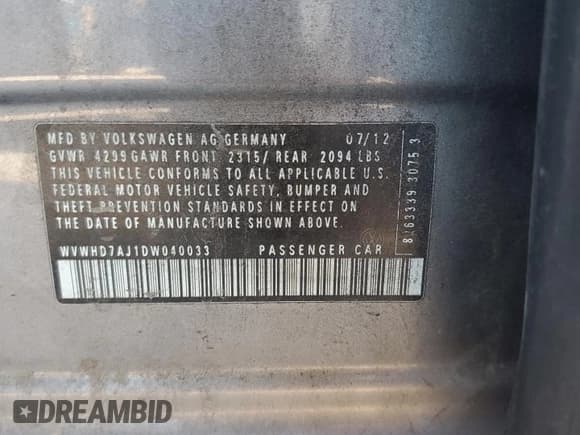 MFD BY VOLKSWAGEN AG GERMANY 07/12
GVWR 4299 GAWR FRONT 2315/ REAR 2094 LBS
THIS VEHICLE CONFORMS TO ALL APPLICABLE U.S.
FEDERAL MOTOR VEHICLE SAFETY, BUMPER AND
THEFT PREVENTION STANDARDS IN EFFECT ON
THE DATE OF MANUFACTURE SHOWN ABOVE.
WVWHD7AJ1DW040033 PASSENGER CAR
DREAMBID